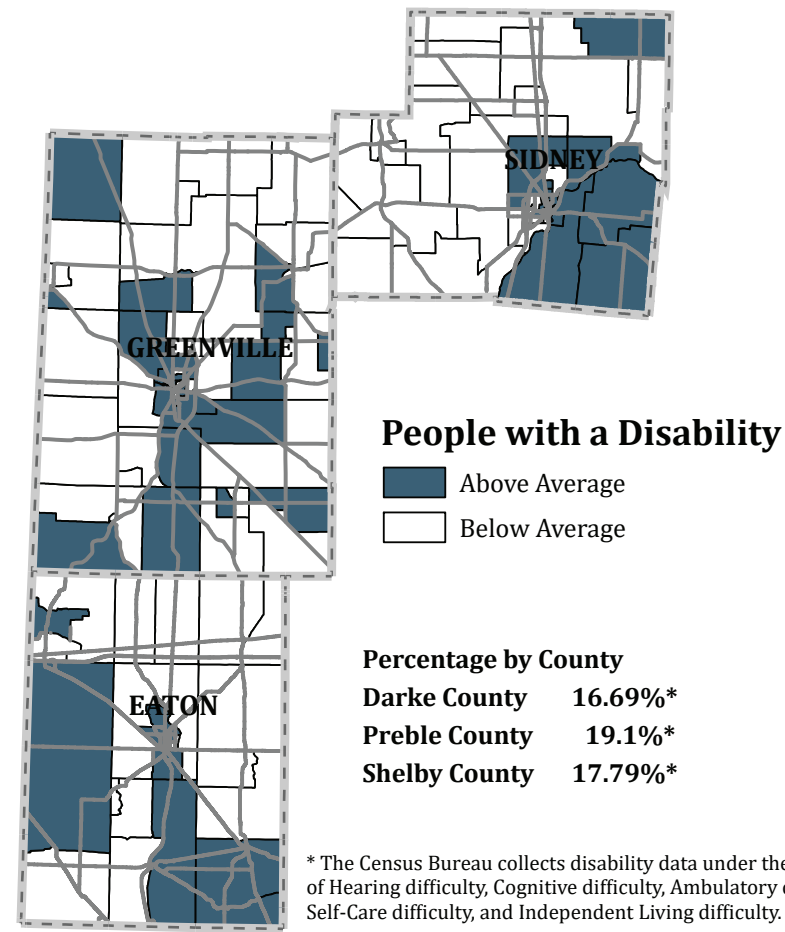 SIDNEY
GREENVILLE
People with a Disability
Above Average
Below Average
Percentage by County
Darke County 16.69%*
Preble County 19.1%*
Shelby County 17.79%*
EATON
* The Census Bureau collects disability data under the
of Hearing difficulty, Cognitive difficulty, Ambulatory
Self-Care difficulty, and Independent Living difficulty.